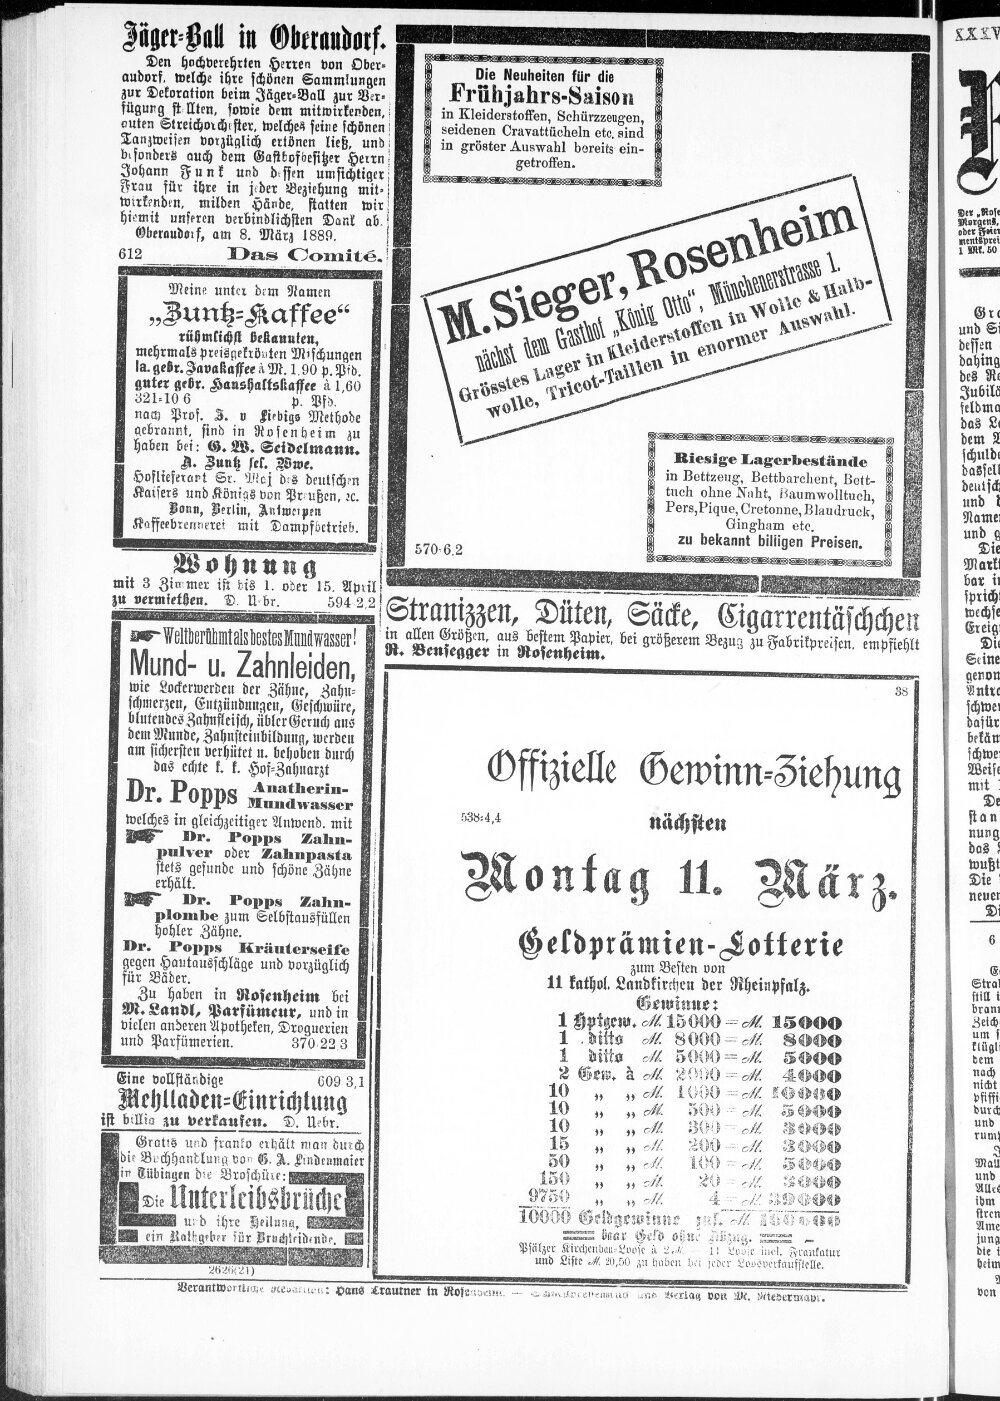 Jäger-Ball in Oberaudorf.
Den hochverehrten Herren von Ober-
audorf, welche ihre schönen Sammlungen
zur Dekoration beim Jäger-Ball zur Ver-
fügung stellten, sowie dem mitwirkenden,
guten Streichorchester, welches seine schönen
Tanzweisen vorzüglich ertönen ließ, und
besonders auch dem Gasthofbesitzer Herrn
Johann Funk und dessen umsichtiger
Frau für ihre in jeder Beziehung mit-
wirkenden, milden Hände, statten wir
hiemit unseren verbindlichsten Dank ab.
Oberaudorf, am 8. März 1889.
612 Das Comité.
Meine unter dem Namen
„Zuntz-Kaffee“
rühmlichst bekannten,
mehrmals preisgekrönten Mischungen
Ia. gebr. Javakaffee à M. 1,90 p. Pfd.
guter gebr. Haushaltskaffee à 1,60
321=10 6 p. Pfd.
nach Prof. J. v Liebigs Methode
gebrannt, sind in Rosenheim zu
haben bei: G. W. Seidelmann.
A. Zuntz sel. Wwe.
Hoflieferant Sr. Maj des deutschen
Kaisers und Königs von Preußen, ec.
Bonn, Berlin, Antwerpen
Kaffeebrennerei mit Dampfbetrieb.
Wohnung
mit 3 Zimmer ist bis 1. oder 15. April
zu vermiethen. D. Uebr. 594 2,2
Weltberühmt als bestes Mundwasser!
Mund- u. Zahnleiden,
wie Lockerwerden der Zähne, Zahn-
schmerzen, Entzündungen, Geschwüre,
blutendes Zahnfleisch, übler Geruch aus
dem Munde, Zahnsteinbildung, werden
am sichersten verhütet u. behoben durch
das echte k. k. Hof-Zahnarzt
Dr. Popps Anatherin-
Mundwasser
welches in gleichzeitiger Anwend. mit
Dr. Popps Zahn-
pulver oder Zahnpasta
stets gesunde und schöne Zähne
erhält.
Dr. Popps Zahn-
plombe zum Selbstausfüllen
hohler Zähne.
Dr. Popps Kräuterseife
gegen Hautausschläge und vorzüglich
für Bäder.
Zu haben in Rosenheim bei
M. Landl, Parfümeur, und in
vielen anderen Apotheken, Droguerien
und Parfümerien. 370 22 3
Eine vollständige 609 3,1
Mehlladen-Einrichtung
ist billig zu verkaufen. D. Uebr.
Gratis und franko erhält man durch
die Buchhandlung von G. A. Lindenmaier
in Tübingen die Broschüre:
Die Unterleibsbrüche
und ihre Heilung,
ein Rathgeber für Bruchleidende.
2626(21)
Die Neuheiten für die
Frühjahrs-Saison
in Kleiderstoffen, Schürzzeugen,
seidenen Cravattücheln etc. sind
in gröster Auswahl bereits ein-
getroffen.
M. Sieger, Rosenheim
nächst dem Gasthof „König Otto“, Münchenerstrasse 1.
Grösstes Lager in Kleiderstoffen in Wolle & Halb-
wolle, Tricot-Taillen in enormer Auswahl.
Riesige Lagerbestände
in Bettzeug, Bettbarchent, Bett-
tuch ohne Naht, Baumwolltuch,
Pers, Pique, Cretonne, Blaudruck,
Gingham etc.
zu bekannt billigen Preisen.
570·6,2
Stranizzen, Düten, Säcke, Cigarrentäschchen
in allen Größen, aus bestem Papier, bei größerem Bezug zu Fabrikpreisen, empfiehlt
R. Bensegger in Rosenheim.
38
Offizielle Gewinn-Ziehung
538=4,4 nächsten
Montag 11. März.
Geldprämien-Lotterie
zum Besten von
11 kathol. Landkirchen der Rheinpfalz.
Gewinne:
1 Hptgew. M. 15000 = M. 15000
1 ditto M. 8000 = M. 8000
1 ditto M. 5000 = M. 5000
2 Gew. à M. 2000 = M. 4000
10 „ „ M. 1000 = M. 10000
10 „ „ M. 500 = M. 5000
10 „ „ M. 300 = M. 3000
15 „ „ M. 200 = M. 3000
50 „ „ M. 100 = M. 5000
150 „ „ M. 20 = M. 3000
9750 „ „ M. 4 = M. 39000
10000 Geldgewinne zus. M. 100000
baar Geld ohne Abzug.
Pfälzer Kirchenbau-Loose à 2 M. — 11 Loose incl. Frankatur
und Liste M. 20,50 zu haben bei jeder Loosverkaufstelle.
Verantwortliche Redaktion: Hans Trautner in Rosenheim. — und Verlag von M. Niedermayr.